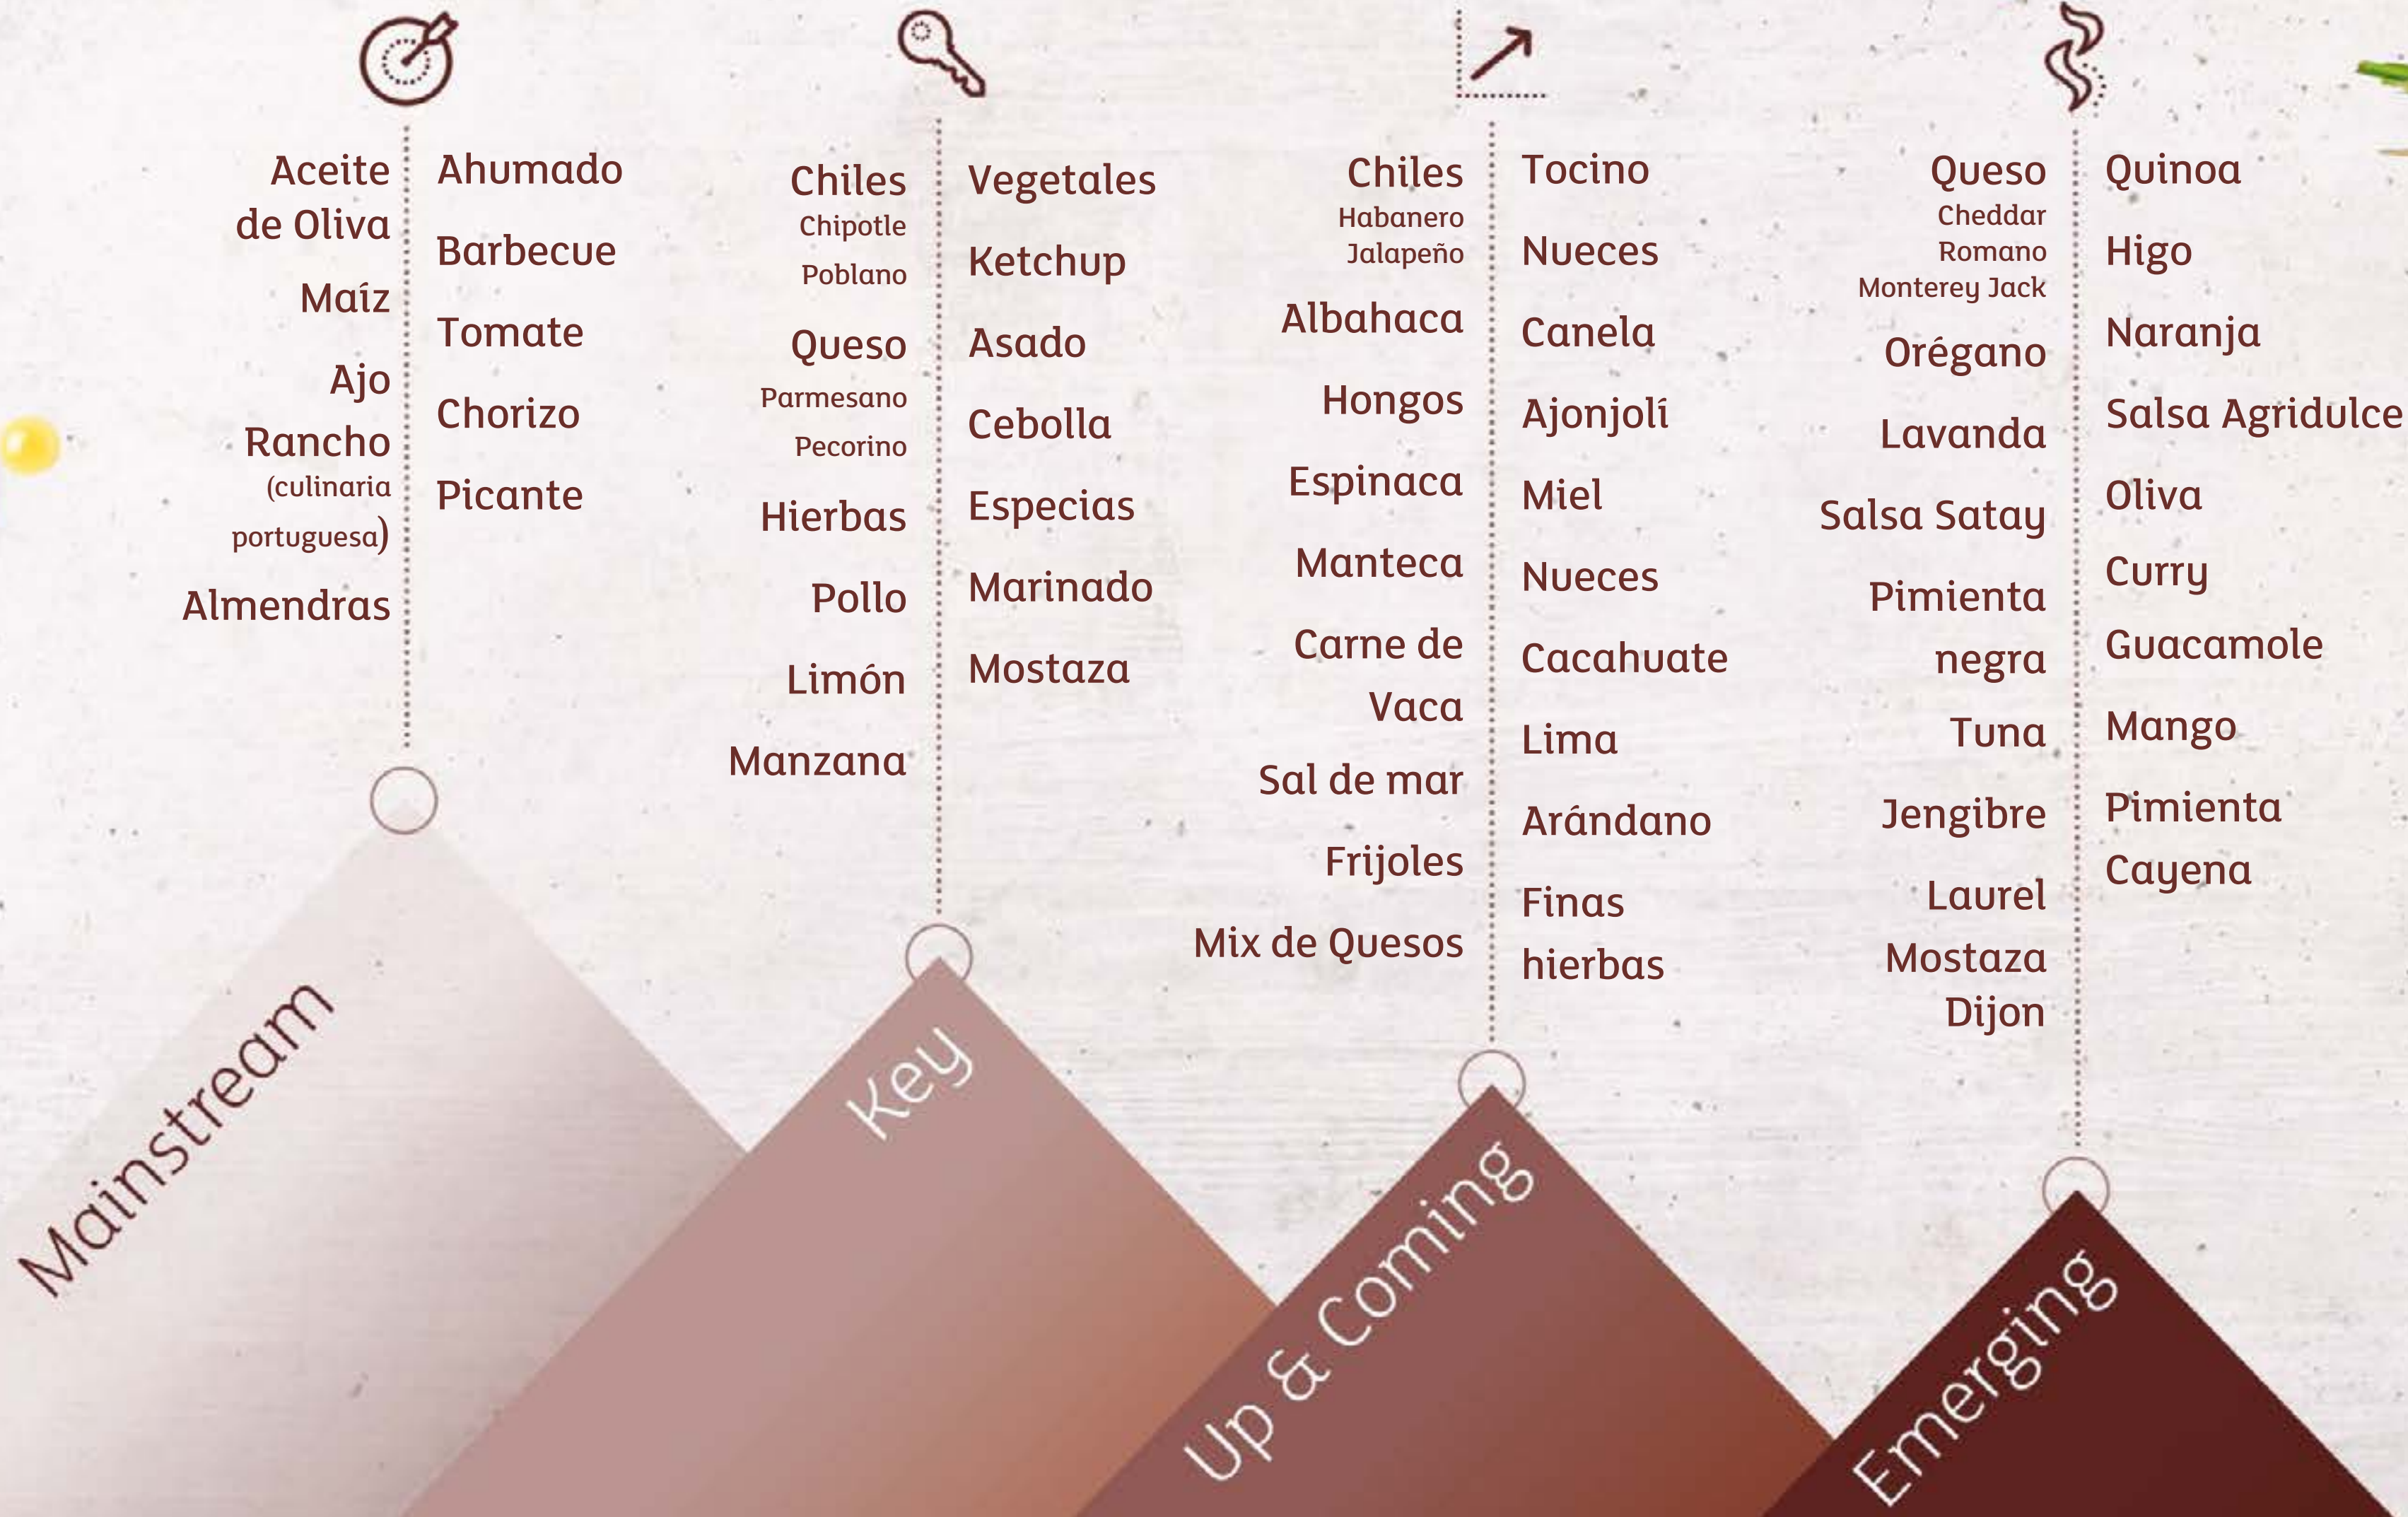 Aceite
de Oliva
Maíz
Ajo
Rancho
(culinaria
portuguesa)
Almendras
Ahumado
Barbecue
Tomate
Chorizo
Picante
Mainstream
Chiles
Chipotle
Poblano
Queso
Parmesano
Pecorino
Hierbas
Pollo
Limón
Manzana
Vegetales
Ketchup
Asado
Cebolla
Especias
Marinado
Mostaza
Key
Chiles
Habanero
Jalapeño
Albahaca
Hongos
Espinaca
Manteca
Carne de
Vaca
Sal de mar
Frijoles
Mix de Quesos
Tocino
Nueces
Canela
Ajonjolí
Miel
Nueces
Cacahuate
Lima
Arándano
Finas
hierbas
Up & Coming
Queso
Cheddar
Romano
Monterey Jack
Orégano
Lavanda
Salsa Satay
Pimienta
negra
Tuna
Jengibre
Laurel
Mostaza
Dijon
Quinoa
Higo
Naranja
Salsa Agridulce
Oliva
Curry
Guacamole
Mango
Pimienta
Cayena
Emerging